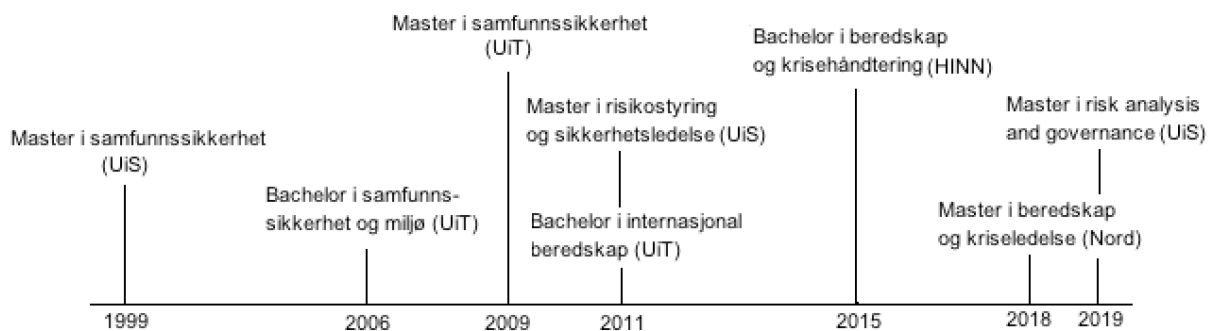 Master i samfunnssikkerhet
(UiS)
Bachelor i samfunns-
sikkerhet og miljø (UiT)
Master i samfunnssikkerhet
(UiT)
Master i risikostyring
og sikkerhetsledelse (UiS)
Bachelor i internasjonal
beredskap (UiT)
Bachelor i beredskap
og krisehåndtering (HINN)
Master i beredskap
og kriseledelse (Nord)
Master i risk analysis
and governance (UiS)
1999
2006
2009
2011
2015
2018
2019